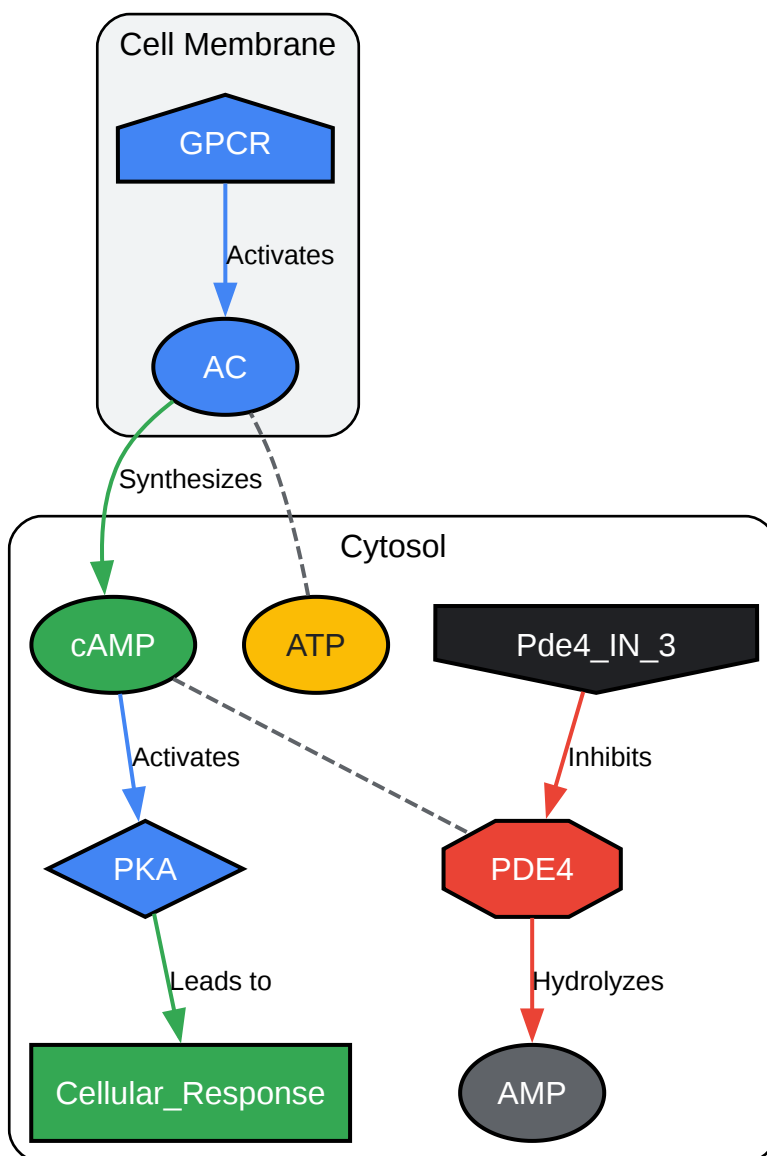 Cell Membrane
GPCR
Activates
AC
Synthesizes
Cytosol
cAMP
ATP
Pde4_IN_3
Activates
Inhibits
PKA
PDE4
Leads to
Hydrolyzes
Cellular_Response
AMP